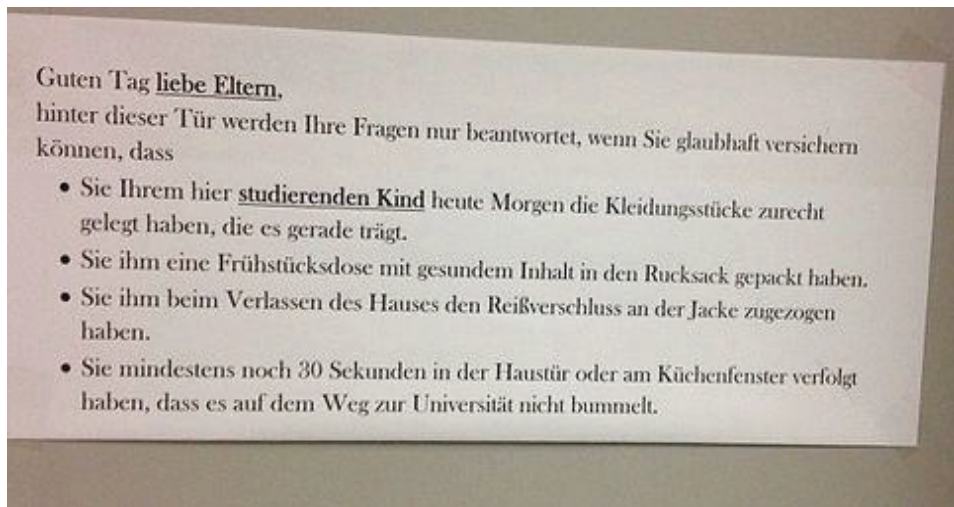 Guten Tag liebe Eltern,
hinter dieser Tür werden Ihre Fragen nur beantwortet, wenn Sie glaubhaft versichern
können, dass
• Sie Ihrem hier studierenden Kind heute Morgen die Kleidungsstücke zurecht
gelegt haben, die es gerade trägt.
• Sie ihm eine Frühstücksdose mit gesundem Inhalt in den Rucksack gepackt haben.
• Sie ihm beim Verlassen des Hauses den Reißverschluss an der Jacke zugezogen
haben.
• Sie mindestens noch 30 Sekunden in der Haustür oder am Küchenfenster verfolgt
haben, dass es auf dem Weg zur Universität nicht bummelt.